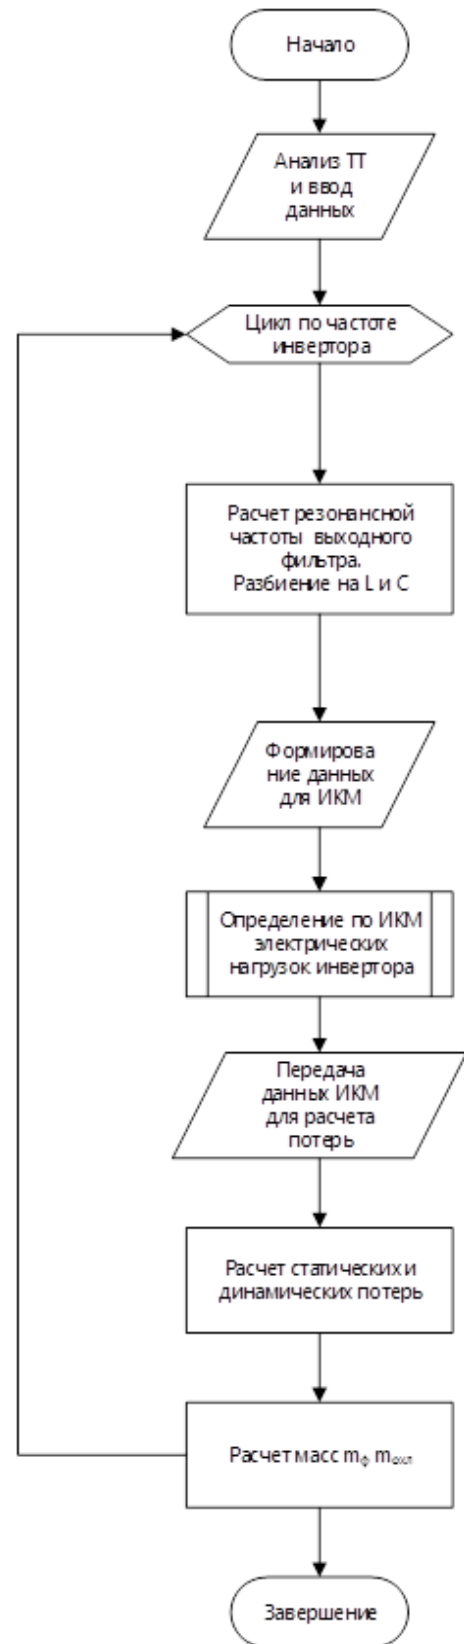 Начало
Анализ ТТ
и ввод
данных
Цикл по частоте
инвертора
Расчет резонансной
частоты выходного
фильтра.
Разбиение на L и C
Формирова
ние данных
для ИКМ
Определение по ИКМ
электрических
нагрузок инвертора
Передача
данных ИКМ
для расчета
потерь
Расчет статических и
динамических потерь
Расчет масс mф mохл
Завершение